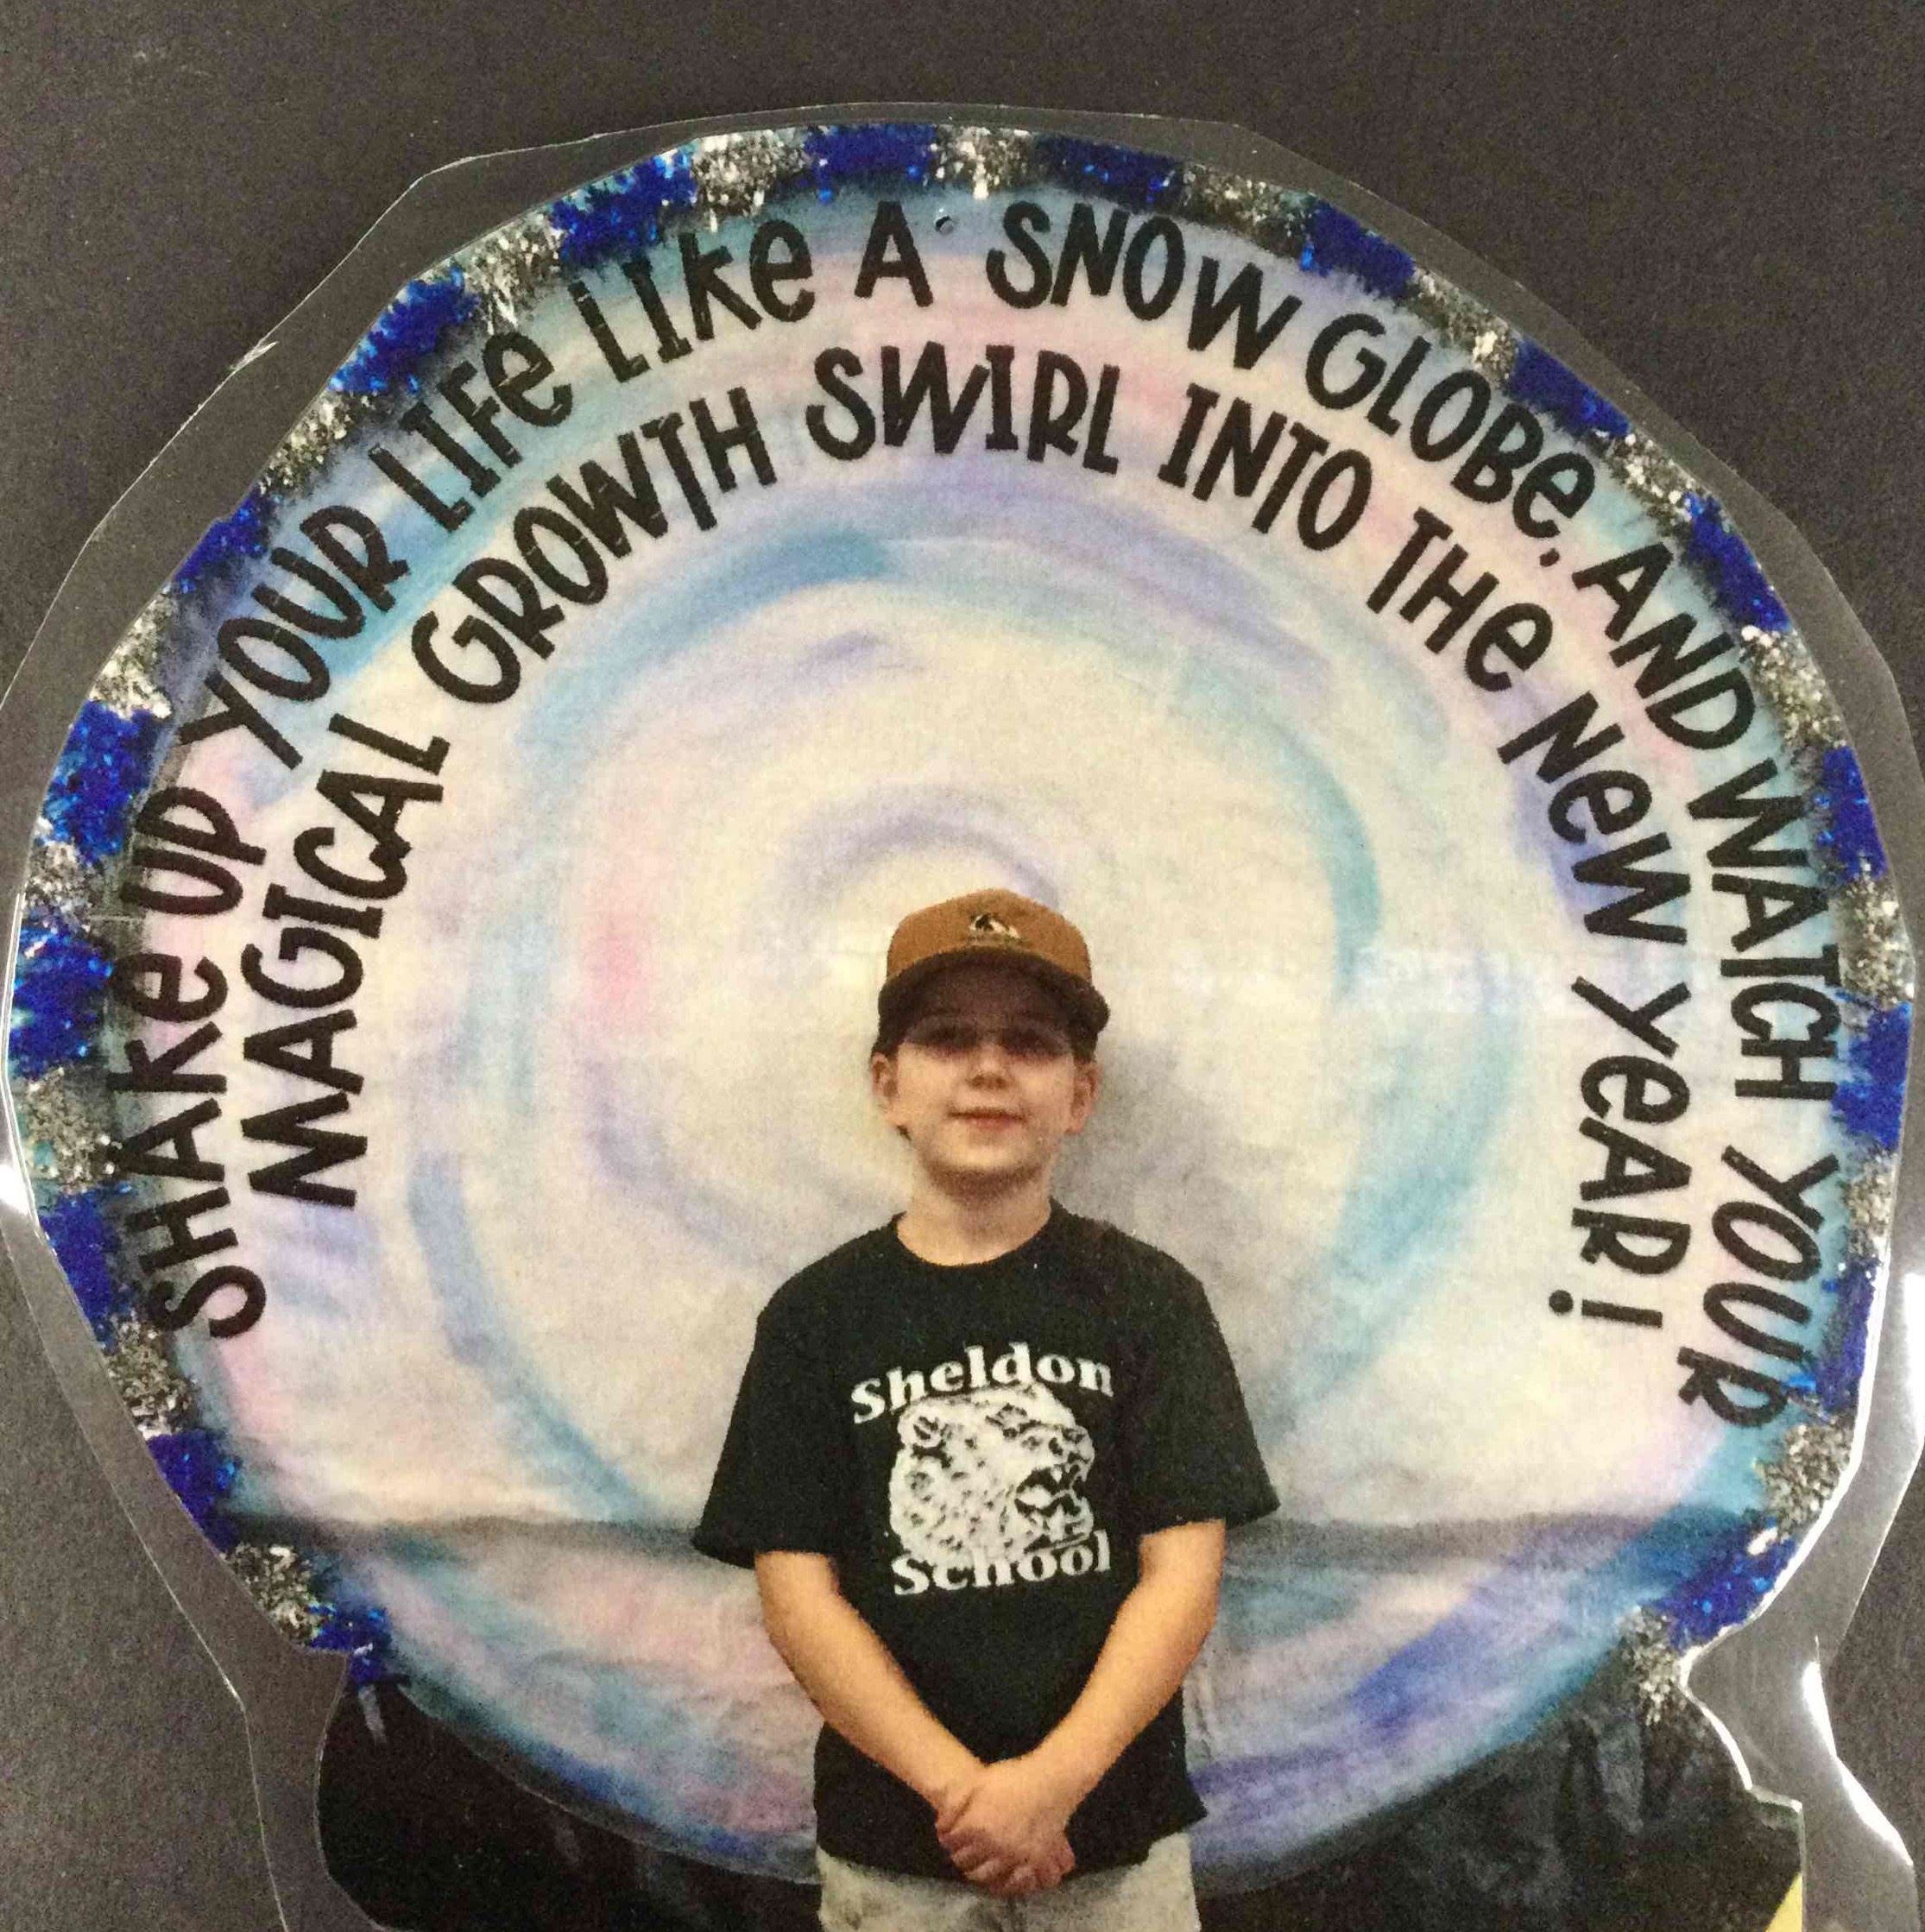 SHAKE UP YOUR LIFE LIKE A SNOW GLOBE, AND WATCH YOUR
MAGICAL GROWTH SWIRL INTO THE NEW YEAR!
Sheldon
School